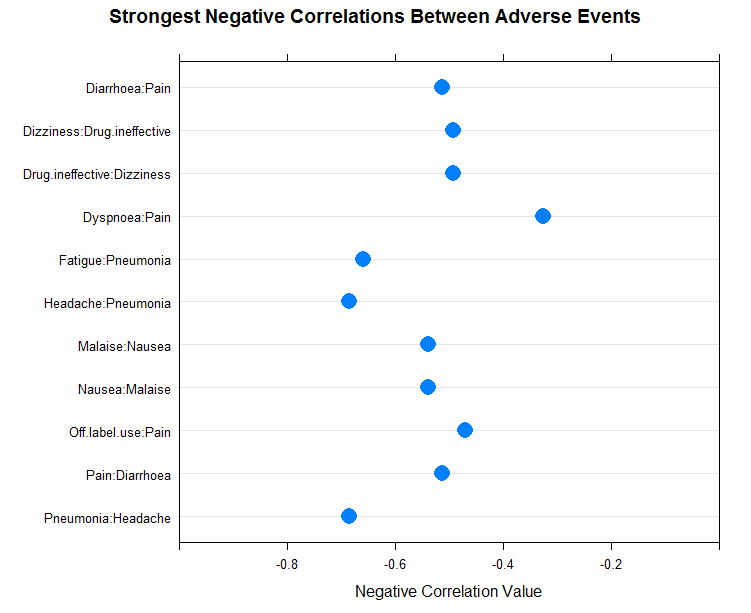 Strongest Negative Correlations Between Adverse Events
Diarrhoea:Pain
Dizziness:Drug.ineffective
Drug.ineffective:Dizziness
Dyspnoea:Pain
Fatigue:Pneumonia
Headache:Pneumonia
Malaise:Nausea
Nausea:Malaise
Off.label.use:Pain
Pain:Diarrhoea
Pneumonia:Headache
-0.8 -0.6 -0.4 -0.2
Negative Correlation Value